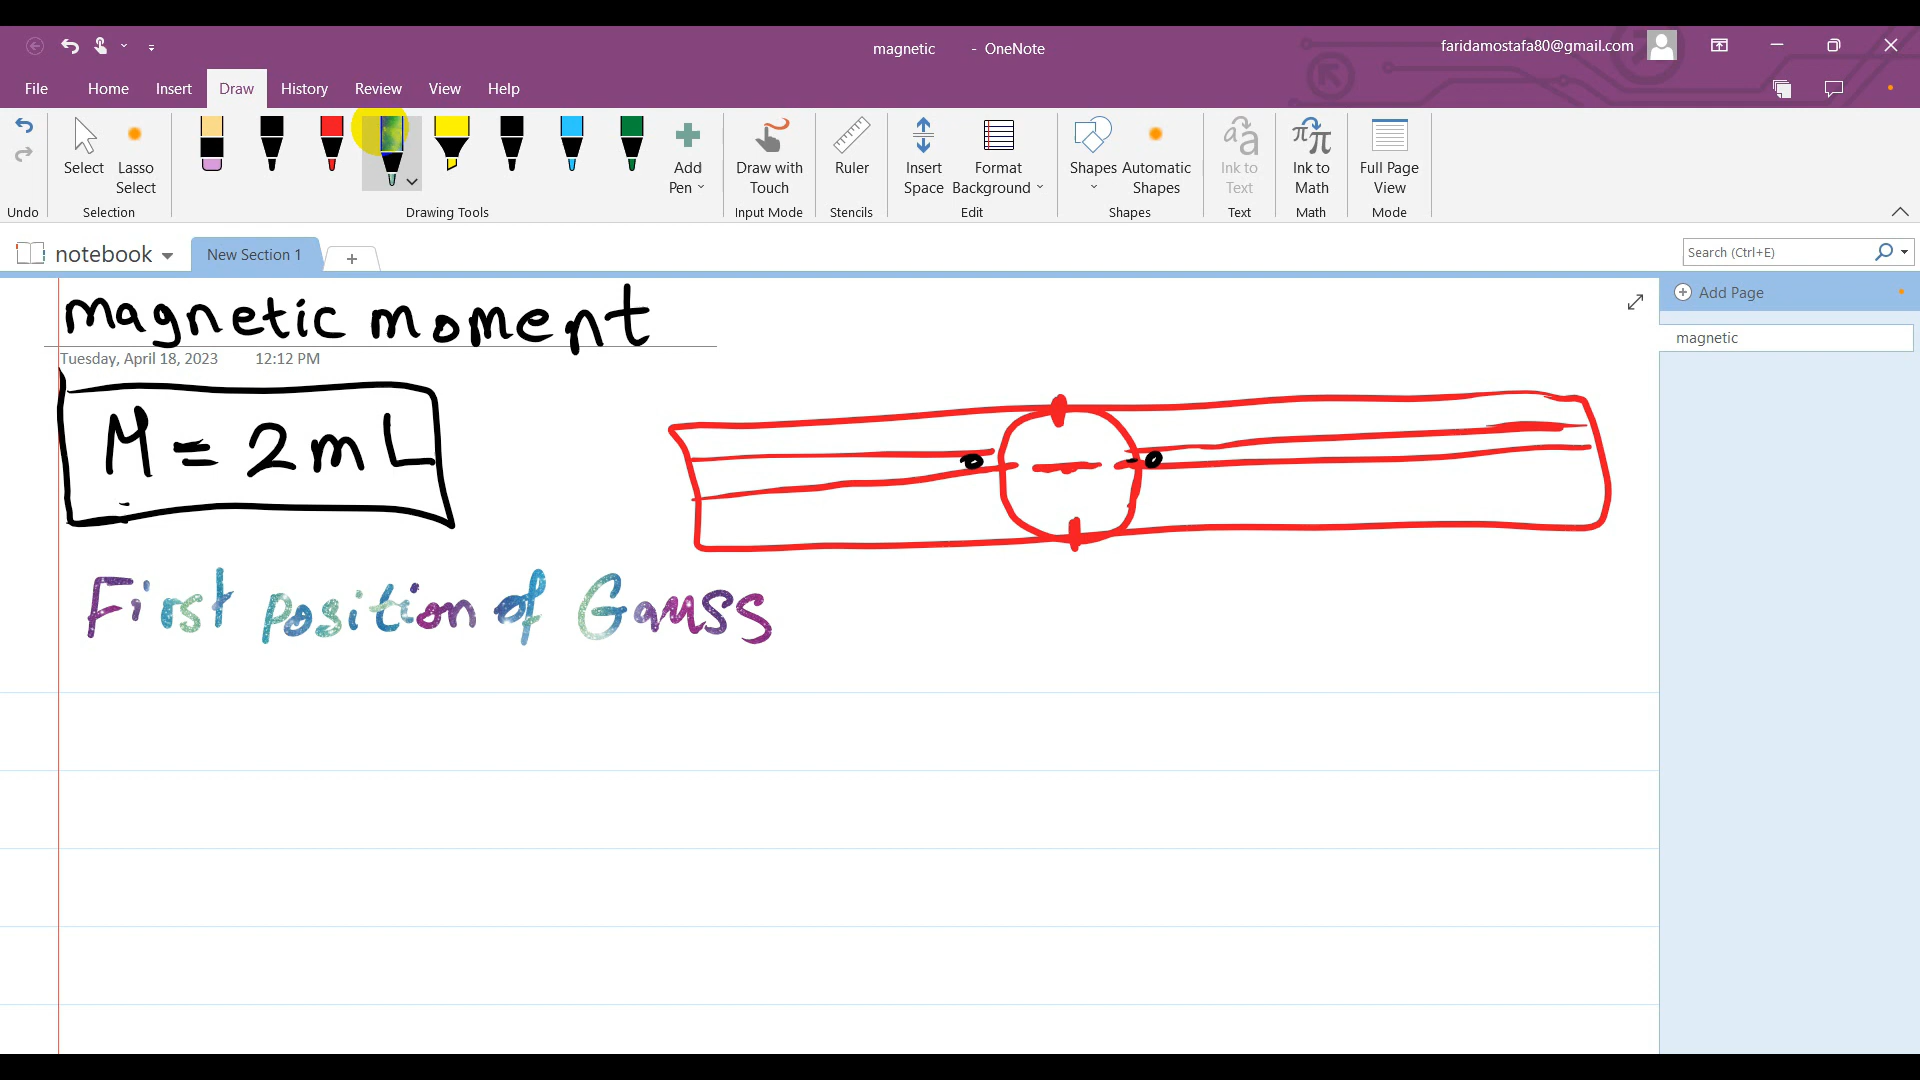 magnetic - OneNote
faridamostafa80@gmail.com
File Home Insert Draw History Review View Help
Select
Lasso Select
Add Pen
Draw with Touch
Ruler
Insert Space
Format Background
Shapes
Automatic Shapes
Ink to Text
Ink to Math
Full Page View
Undo Selection Drawing Tools Input Mode Stencils Edit Shapes Text Math Mode
notebook New Section 1 +
Search (Ctrl+E)
Add Page
magnetic
magnetic moment
Tuesday, April 18, 2023 12:12 PM
M = 2 m L
0 0
First position of Gauss